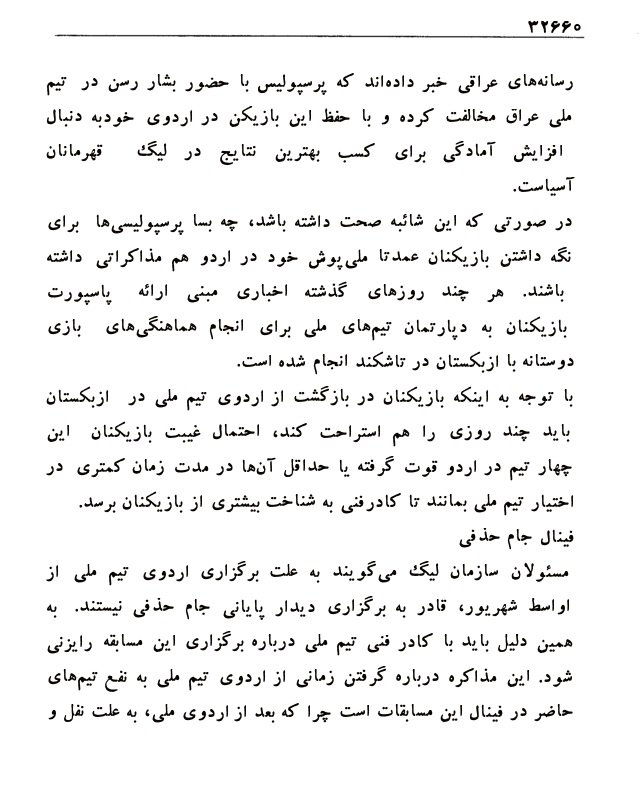 ۳۲۶۶۰
رسانه‌های عراقی خبر داده‌اند که پرسپولیس با حضور بشار رسن در تیم
ملی عراق مخالفت کرده و با حفظ این بازیکن در اردوی خودبه دنبال
افزایش آمادگی برای کسب بهترین نتایج در لیگ قهرمانان
آسیاست.
در صورتی که این شائبه صحت داشته باشد، چه بسا پرسپولیسی‌ها برای
نگه داشتن بازیکنان عمدتا ملی‌پوش خود در اردو هم مذاکراتی داشته
باشند. هر چند روزهای گذشته اخباری مبنی ارائه پاسپورت
بازیکنان به دپارتمان تیم‌های ملی برای انجام هماهنگی‌های بازی
دوستانه با ازبکستان در تاشکند انجام شده است.
با توجه به اینکه بازیکنان در بازگشت از اردوی تیم ملی در ازبکستان
باید چند روزی را هم استراحت کند، احتمال غیبت بازیکنان این
چهار تیم در اردو قوت گرفته یا حداقل آن‌ها در مدت زمان کمتری در
اختیار تیم ملی بمانند تا کادرفنی به شناخت بیشتری از بازیکنان برسد.
فینال جام حذفی
مسئولان سازمان لیگ می‌گویند به علت برگزاری اردوی تیم ملی از
اواسط شهریور، قادر به برگزاری دیدار پایانی جام حذفی نیستند. به
همین دلیل باید با کادر فنی تیم ملی درباره برگزاری این مسابقه رایزنی
شود. این مذاکره درباره گرفتن زمانی از اردوی تیم ملی به نفع تیم‌های
حاضر در فینال این مسابقات است چرا که بعد از اردوی ملی، به علت نفل و